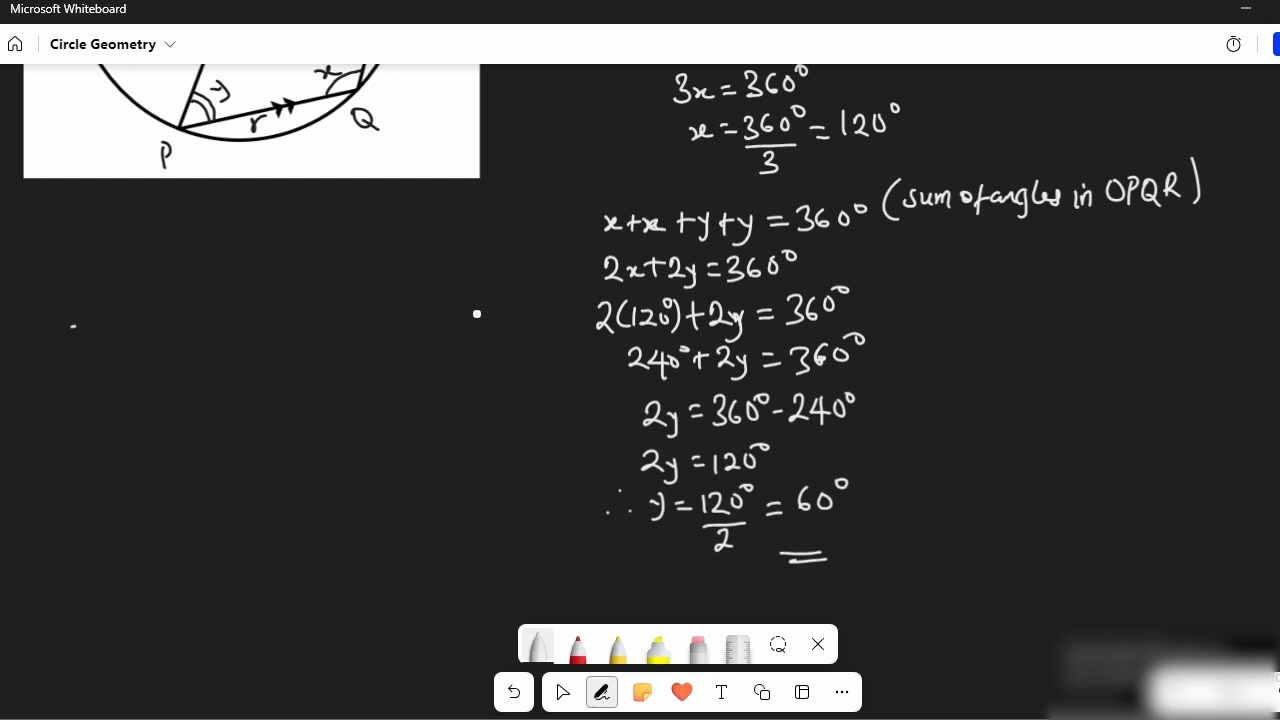 Microsoft Whiteboard
Circle Geometry
x
y
r
P
Q
3x = 360°
x = 360°/3 = 120°
x+x+y+y = 360° (sum of angles in OPQR)
2x+2y = 360°
2(120°)+2y = 360°
240°+2y = 360°
2y = 360°-240°
2y = 120°
∴ y = 120°/2 = 60°
T